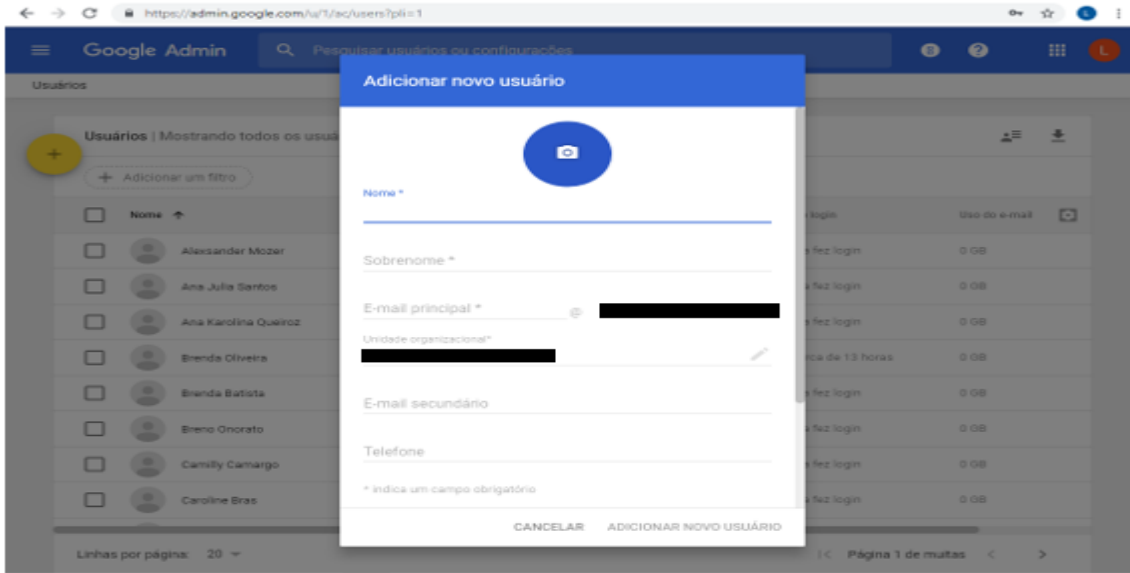 https://admin.google.com/u/1/ac/users?pli=1
Google Admin
Pesquisar usuários ou configurações
L
Usuários
Usuários | Mostrando todos os usuá
+ Adicionar um filtro
Nome
login
Uso do e-mail
Alexsander Mozer
a fez login
0 GB
Ana Julia Santos
a fez login
0 GB
Ana Karolina Queiroz
a fez login
0 GB
Brenda Oliveira
rca de 13 horas
0 GB
Brenda Batista
a fez login
0 GB
Breno Onorato
a fez login
0 GB
Camilly Camargo
a fez login
0 GB
Caroline Bras
a fez login
0 GB
Linhas por página: 20
Página 1 de muitas
Adicionar novo usuário
Nome *
Sobrenome *
E-mail principal *
@
Unidade organizacional*
E-mail secundário
Telefone
* indica um campo obrigatório
CANCELAR ADICIONAR NOVO USUÁRIO